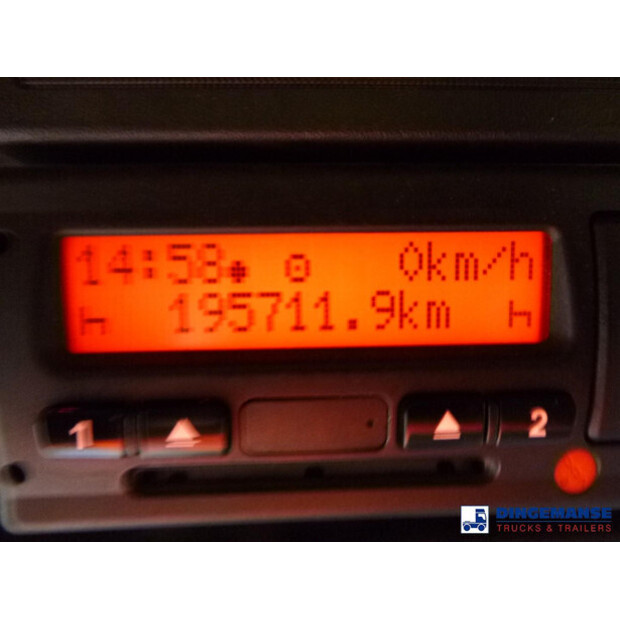 14:58 0km/h
195711.9km
1 2
DINGEMANSE
TRUCKS & TRAILERS